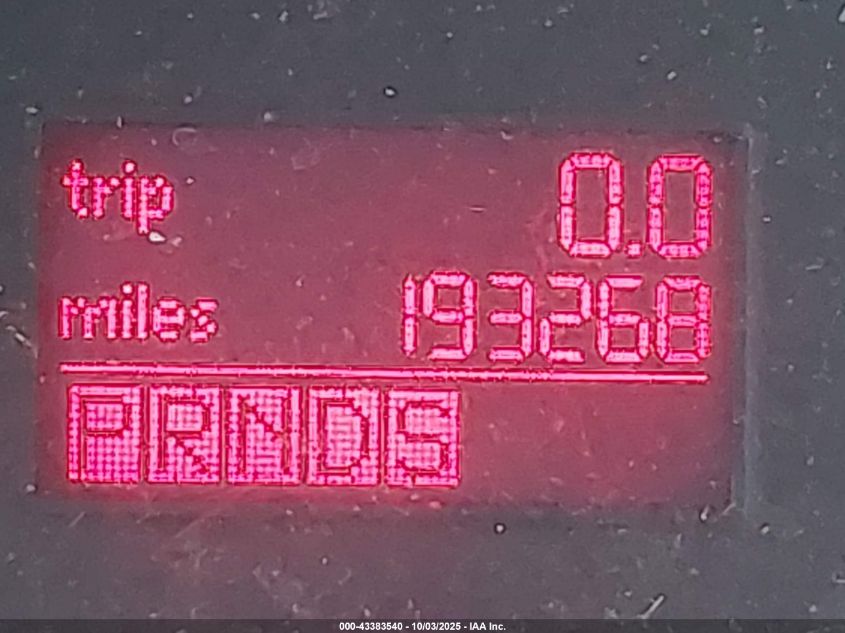 trip 0.0
miles 193268
PRNDS
000-43383540 - 10/03/2025 - IAA Inc.